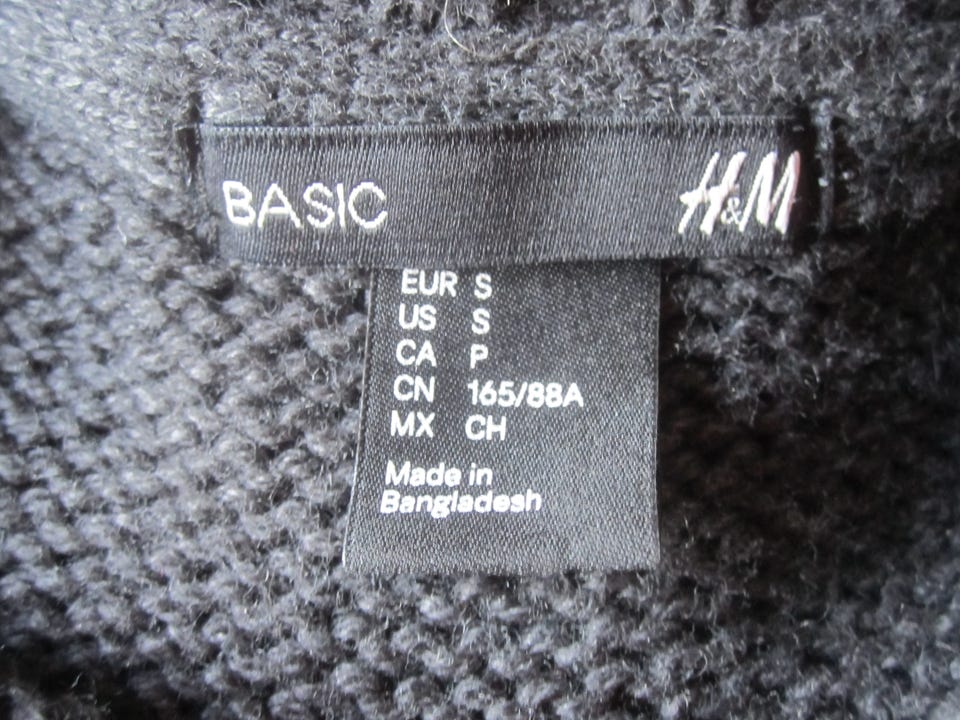 BASIC H&M
EUR S
US S
CA P
CN 165/88A
MX CH
Made in
Bangladesh